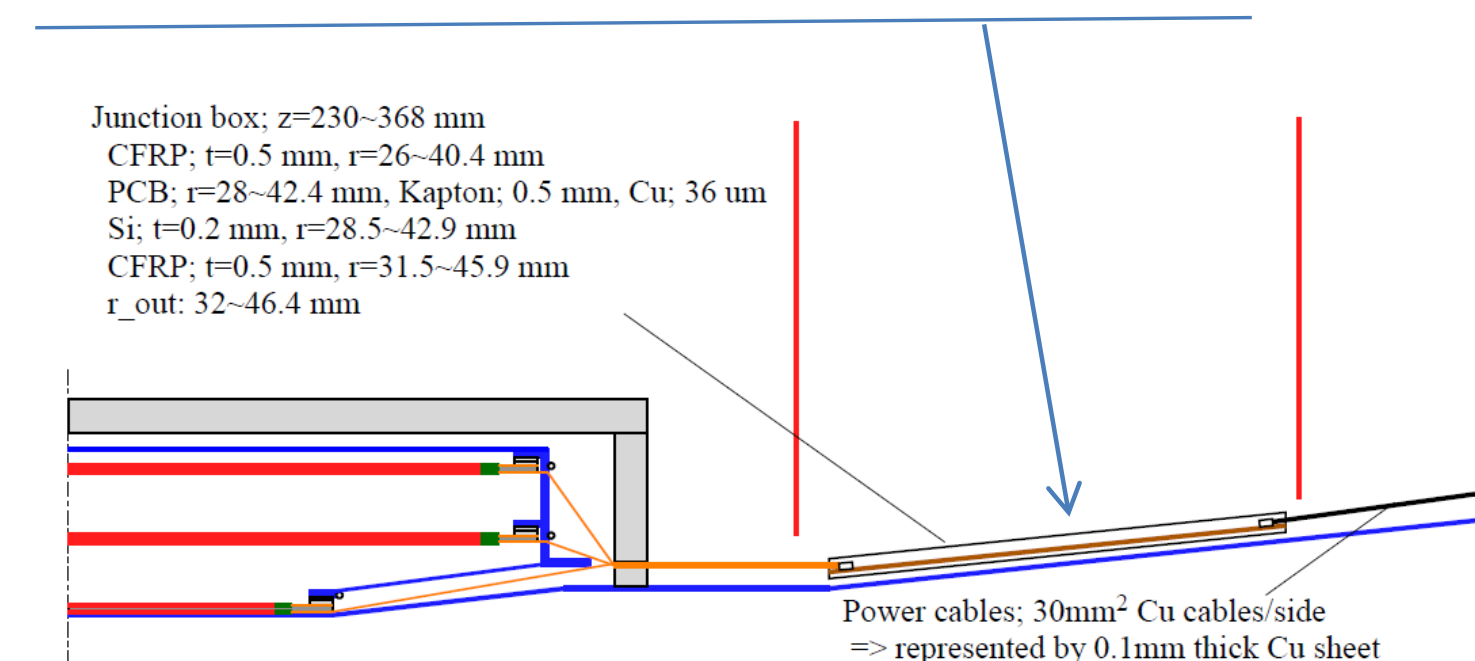 Junction box; z=230~368 mm
CFRP; t=0.5 mm, r=26~40.4 mm
PCB; r=28~42.4 mm, Kapton; 0.5 mm, Cu; 36 um
Si; t=0.2 mm, r=28.5~42.9 mm
CFRP; t=0.5 mm, r=31.5~45.9 mm
r_out: 32~46.4 mm
Power cables; 30mm² Cu cables/side
=> represented by 0.1mm thick Cu sheet